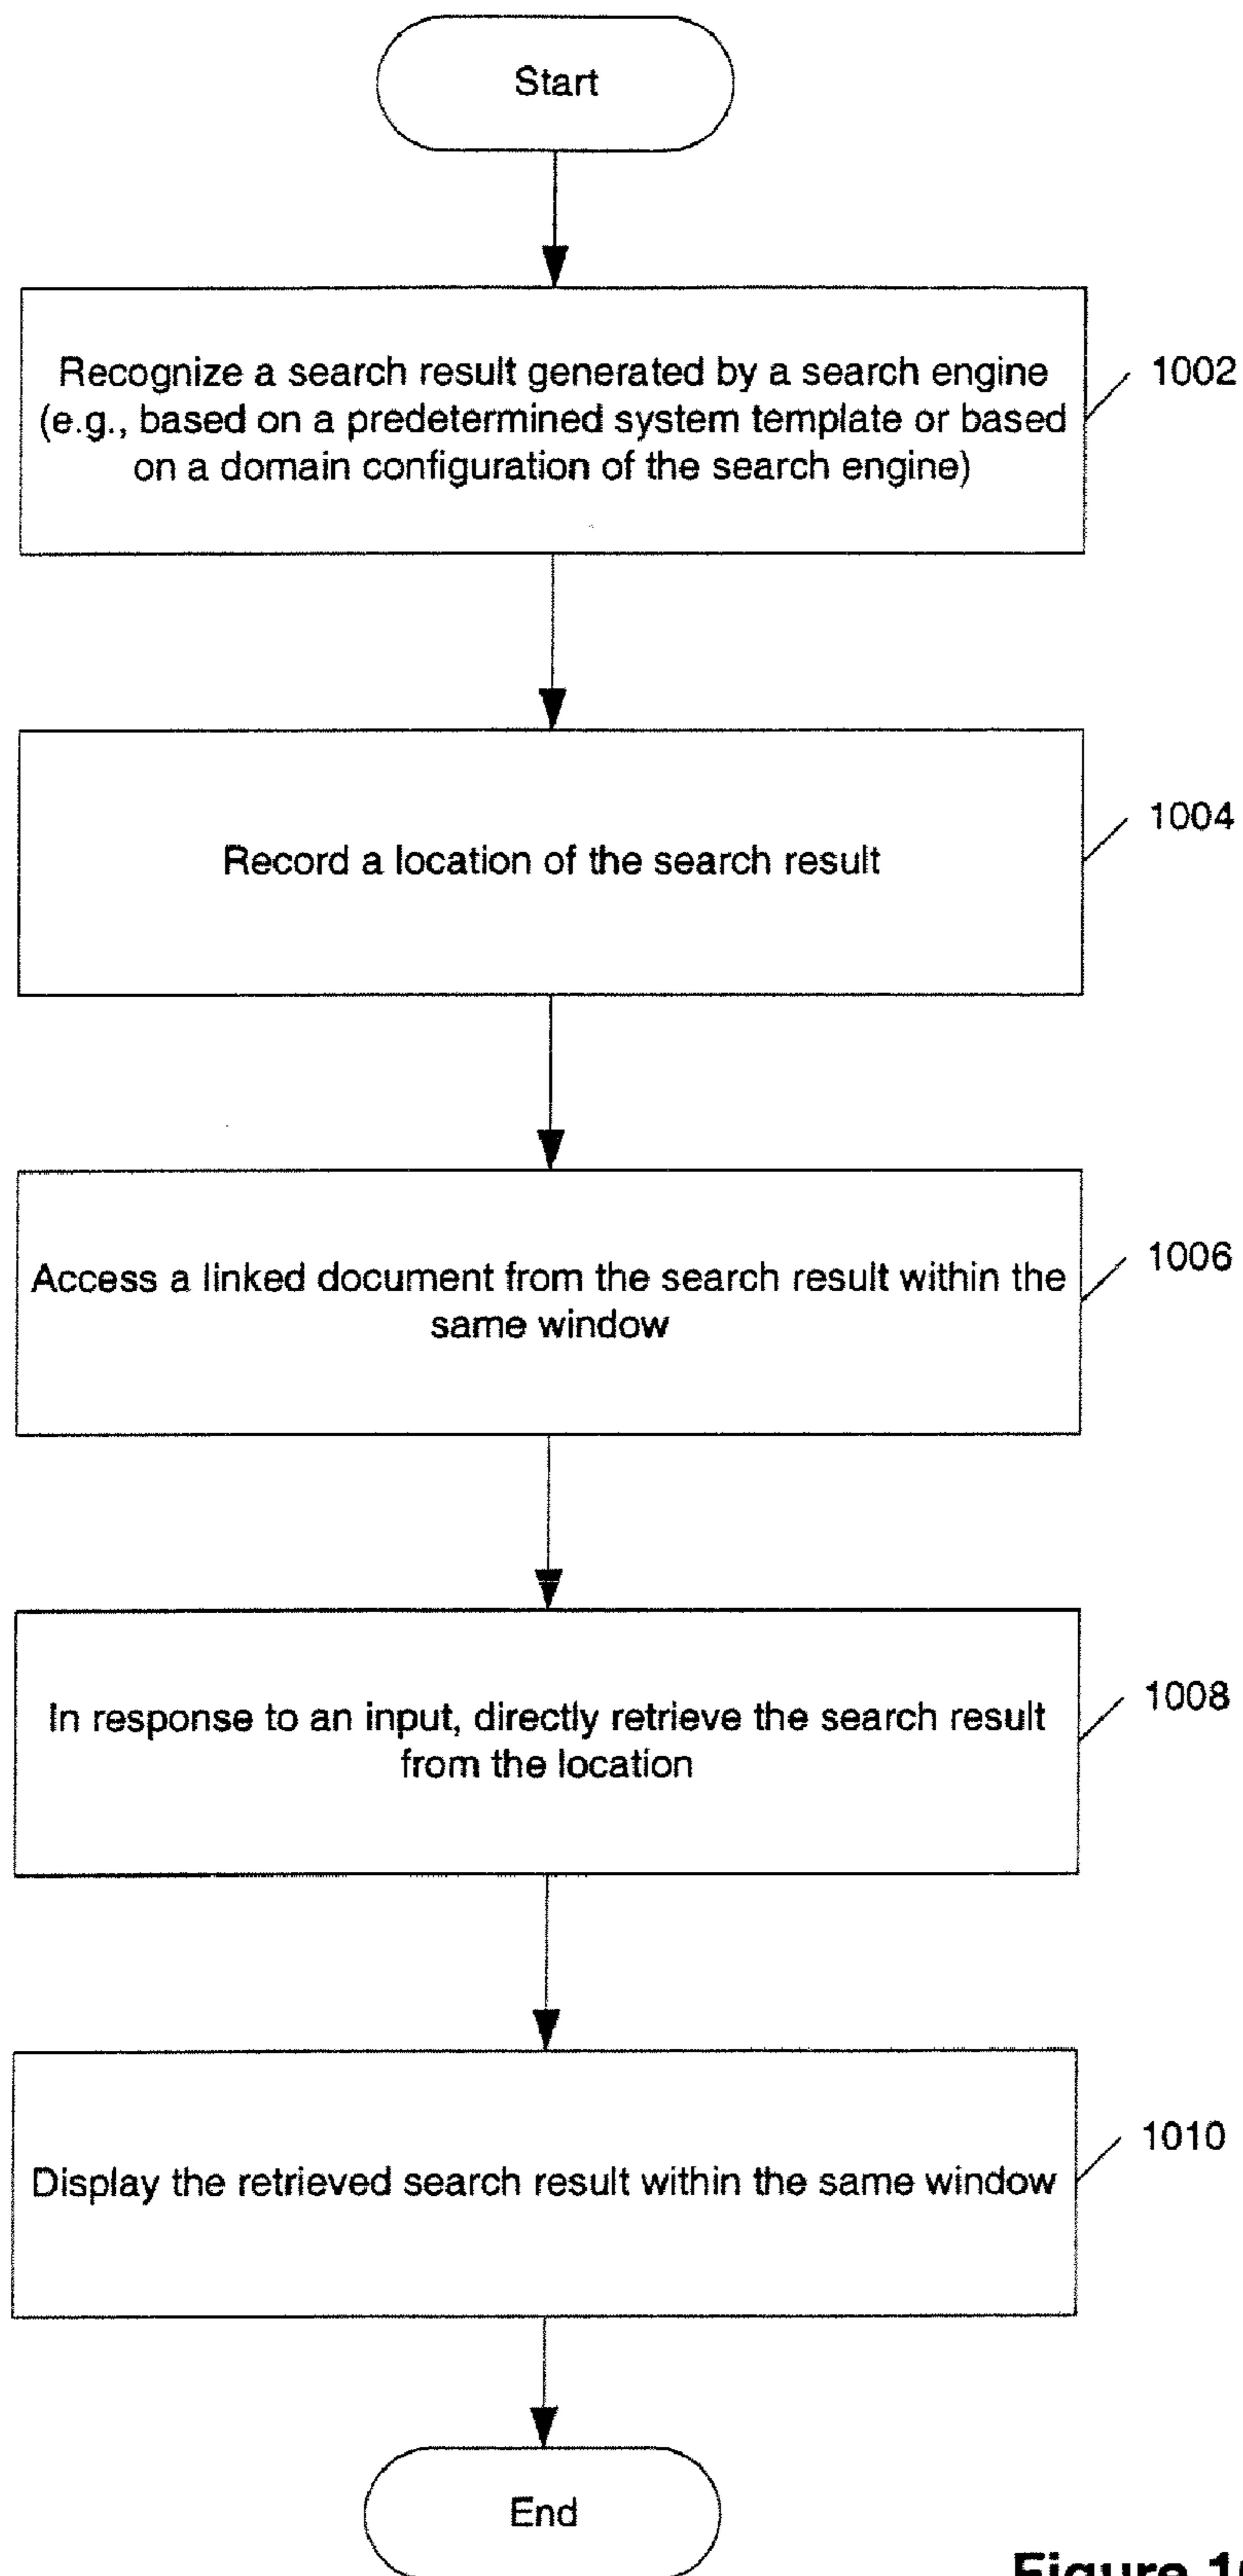 Start
Recognize a search result generated by a search engine
(e.g., based on a predetermined system template or based
on a domain configuration of the search engine)
1002
Record a location of the search result
1004
Access a linked document from the search result within the
same window
1006
In response to an input, directly retrieve the search result
from the location
1008
Display the retrieved search result within the same window
1010
End
Figure